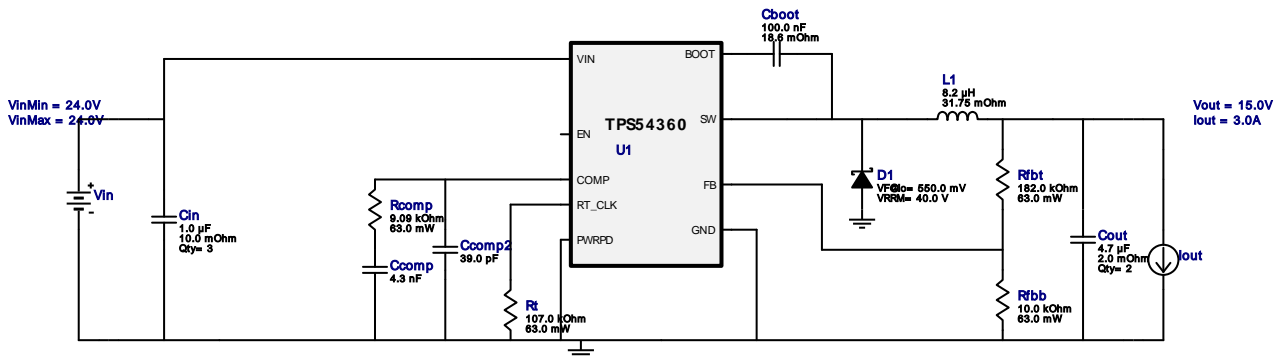 Cboot
100.0 nF
18.6 mOhm
VIN
BOOT
L1
8.2 µH
31.75 mOhm
VinMin = 24.0V
VinMax = 24.0V
Vout = 15.0V
Iout = 3.0A
TPS54360
SW
EN
U1
COMP
FB
D1
VF@Io= 550.0 mV
VRRM= 40.0 V
Rfbt
182.0 kOhm
63.0 mW
+
Vin
-
Rcomp
9.09 kOhm
63.0 mW
RT_CLK
Cin
1.0 µF
10.0 mOhm
Qty= 3
PWRPD
GND
Ccomp2
39.0 pF
Ccomp
4.3 nF
Cout
4.7 µF
2.0 mOhm
Qty= 2
Iout
Rt
107.0 kOhm
63.0 mW
Rfbb
10.0 kOhm
63.0 mW